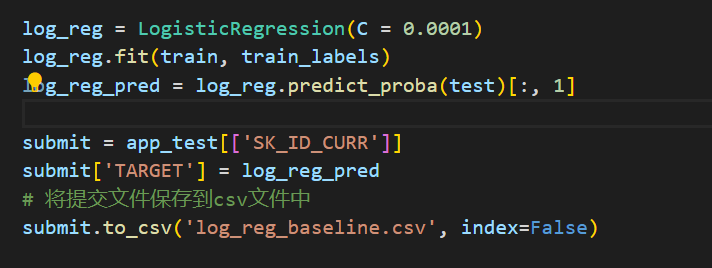 log_reg = LogisticRegression(C = 0.0001)
log_reg.fit(train, train_labels)
log_reg_pred = log_reg.predict_proba(test)[:, 1]
submit = app_test[['SK_ID_CURR']]
submit['TARGET'] = log_reg_pred
# 将提交文件保存到csv文件中
submit.to_csv('log_reg_baseline.csv', index=False)